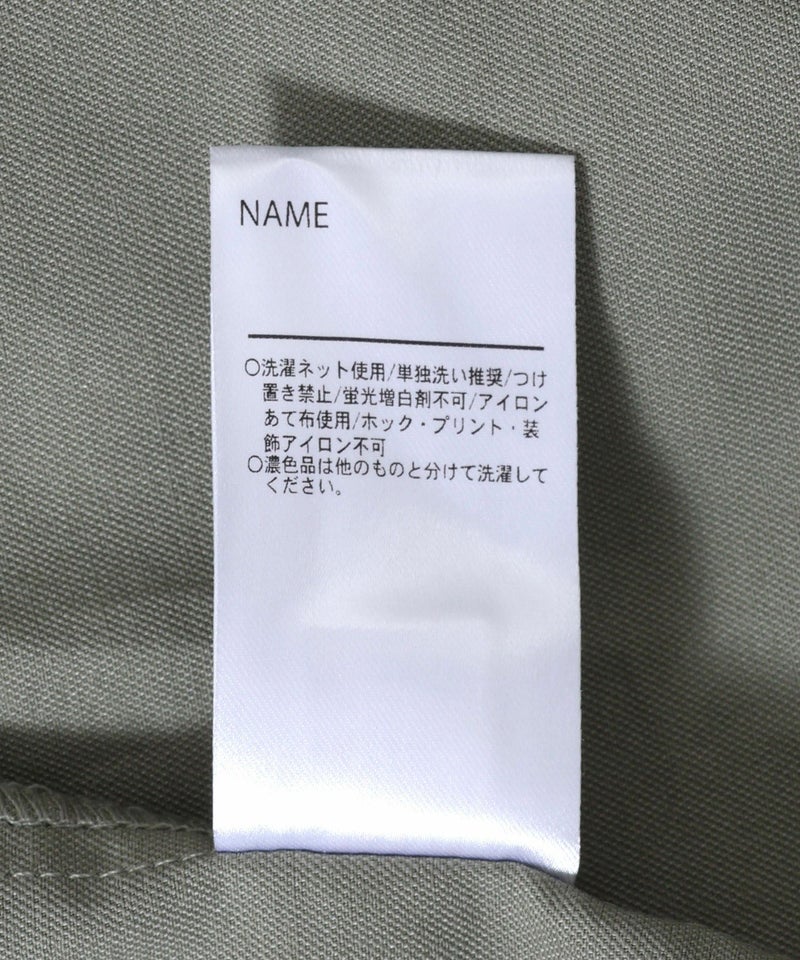 NAME
○洗濯ネット使用/単独洗い推奨/つけ
置き禁止/蛍光増白剤不可/アイロン
あて布使用/ホック・プリント・装
飾アイロン不可
○濃色品は他のものと分けて洗濯して
ください。